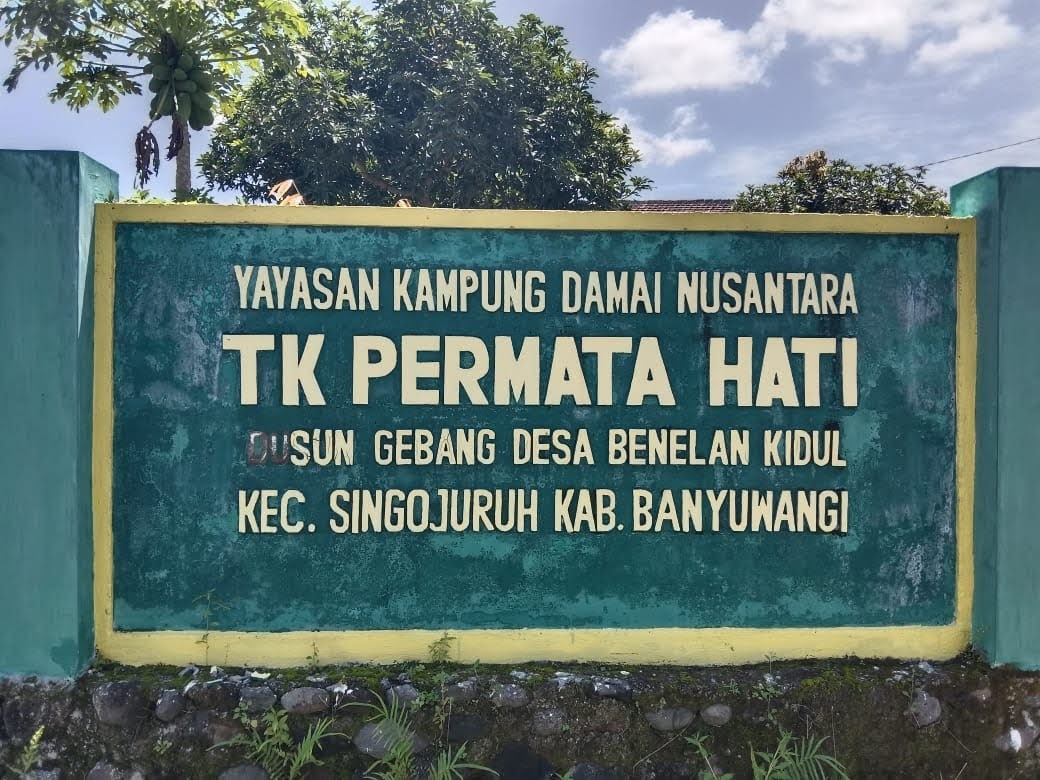 YAYASAN KAMPUNG DAMAI NUSANTARA
TK PERMATA HATI
DUSUN GEBANG DESA BENELAN KIDUL
KEC. SINGOJURUH KAB. BANYUWANGI